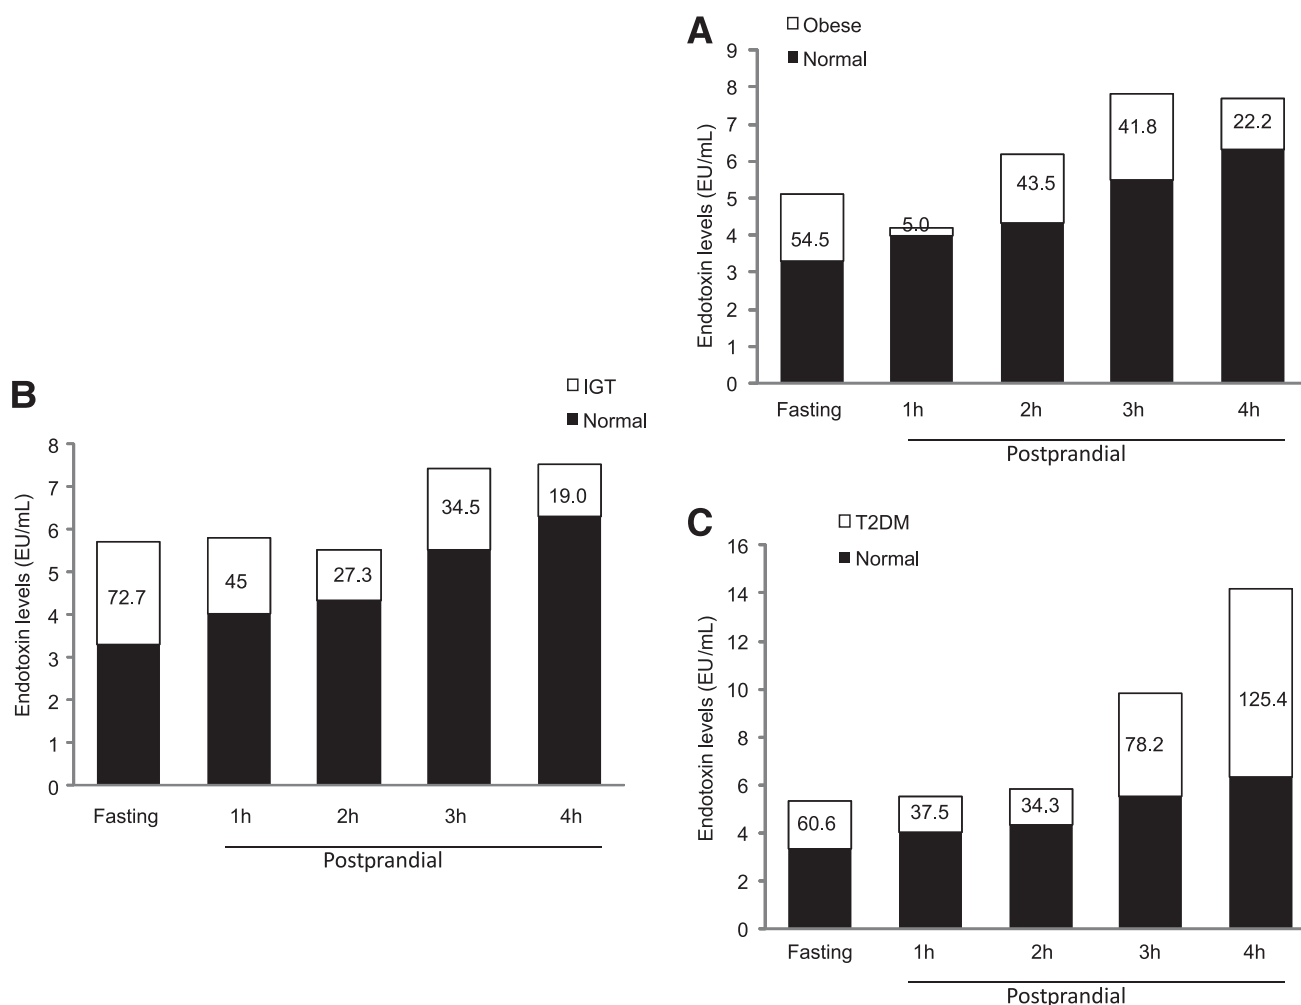 A
Obese
Normal
Endotoxin levels (EU/mL)
9
8
7
6
5
4
3
2
1
0
54.5
5.0
43.5
41.8
22.2
Fasting 1h 2h 3h 4h
Postprandial
B
IGT
Normal
Endotoxin levels (EU/mL)
8
7
6
5
4
3
2
1
0
72.7
45
27.3
34.5
19.0
Fasting 1h 2h 3h 4h
Postprandial
C
T2DM
Normal
Endotoxin levels (EU/mL)
16
14
12
10
8
6
4
2
0
60.6
37.5
34.3
78.2
125.4
Fasting 1h 2h 3h 4h
Postprandial